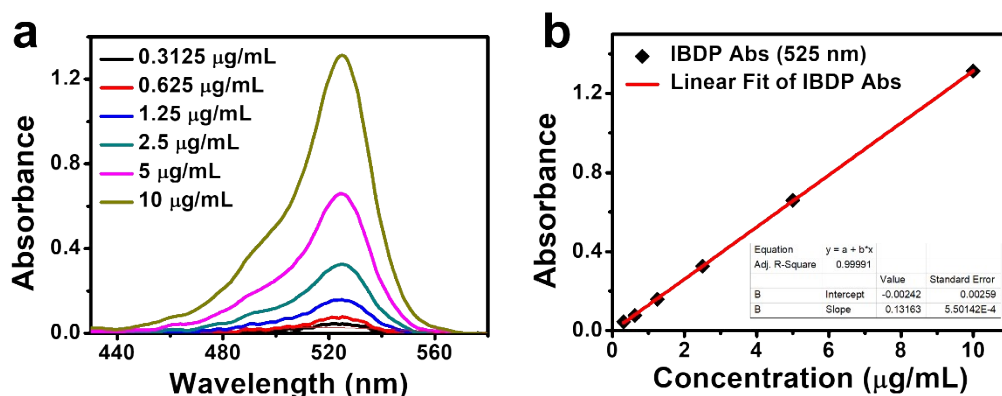 a
0.3125 μg/mL
0.625 μg/mL
1.25 μg/mL
2.5 μg/mL
5 μg/mL
10 μg/mL
1.2
0.8
0.4
0.0
Absorbance
440 480 520 560
Wavelength (nm)
b
IBDP Abs (525 nm)
Linear Fit of IBDP Abs
1.2
0.8
0.4
0.0
Absorbance
Equation y = a + b*x
Adj. R-Square 0.99991
Value Standard Error
B Intercept -0.00242 0.00259
B Slope 0.13163 5.50142E-4
0 2 4 6 8 10
Concentration (μg/mL)